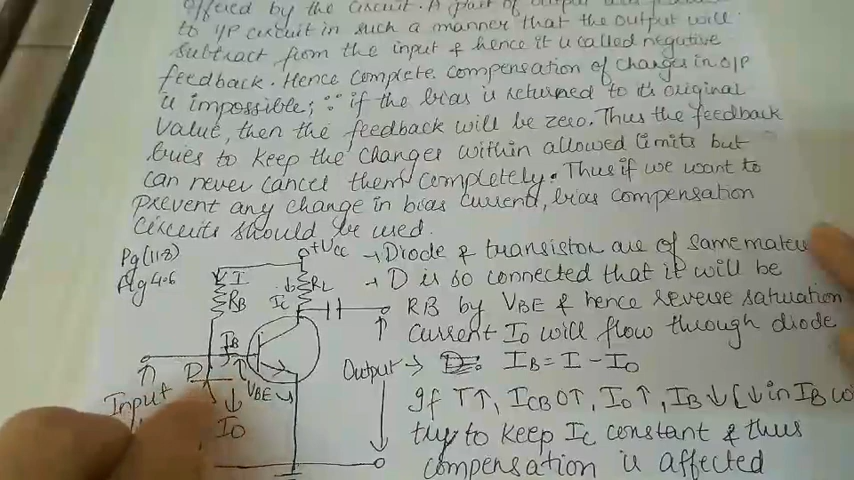 offered by the circuit. A part of output
to I/P circuit in such a manner that the output will
subtract from the input & hence it is called negative
feedback. Hence complete compensation of changes in O/P
is impossible; ∵ if the bias is returned to its original
value, then the feedback will be zero. Thus the feedback
tries to keep the changes within allowed limits but
can never cancel them completely. Thus if we want to
prevent any change in bias current, bias compensation
circuits should be used.
Pg (11.8)
Fig 4.6
+VCC
I
RB
IC
RL
IB
D
VBE
IO
Input
Output
→ Diode & transistor are of same mater
→ D is so connected that it will be
RB by VBE & hence reverse saturation
current IO will flow through diode
→ D. IB = I - IO
If T↑, ICBO↑, IO↑, IB↓ [↓ in IB
try to keep IC constant & thus
compensation is affected